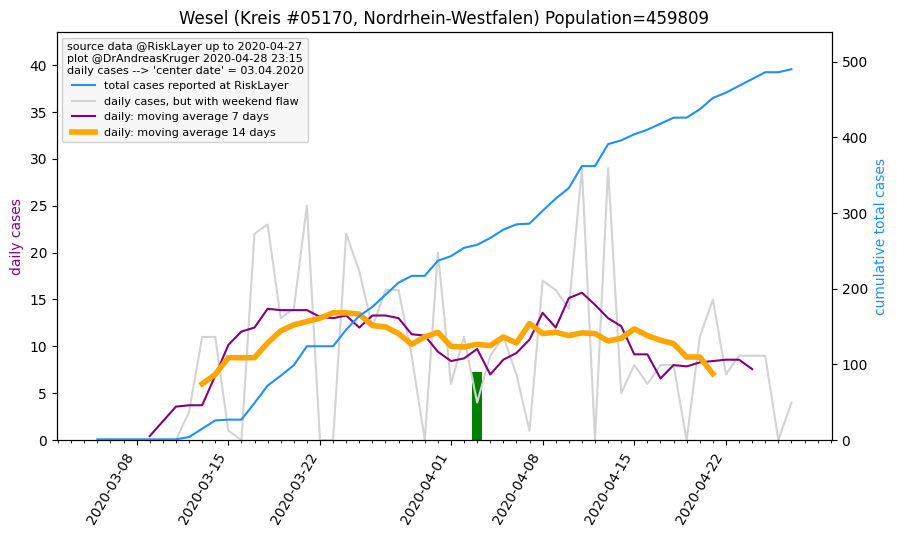 Wesel (Kreis #05170, Nordrhein-Westfalen) Population=459809
source data @RiskLayer up to 2020-04-27
plot @DrAndreasKruger 2020-04-28 23:15
daily cases --> 'center date' = 03.04.2020
total cases reported at RiskLayer
daily cases, but with weekend flaw
daily: moving average 7 days
daily: moving average 14 days
daily cases
40
35
30
25
20
15
10
5
0
cumulative total cases
500
400
300
200
100
0
2020-03-08
2020-03-15
2020-03-22
2020-04-01
2020-04-08
2020-04-15
2020-04-22